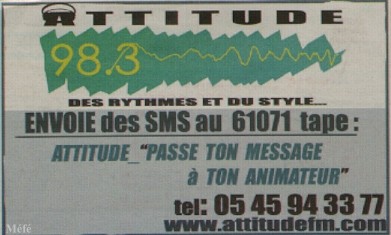 ATTITUDE
98.3
DES RYTHMES ET DU STYLE...
ENVOIE des SMS au 61071 tape :
ATTITUDE_"PASSE TON MESSAGE
à TON ANIMATEUR"
tel: 05 45 94 33 77
www.attitudefm.com
Méfé